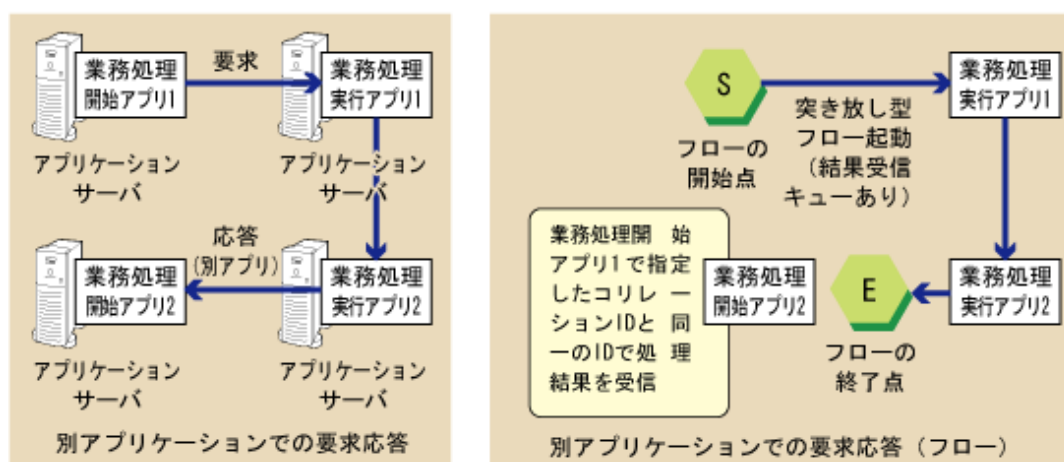 業務処理
開始アプリ1
要求
業務処理
実行アプリ1
アプリケーション
サーバ
アプリケーション
サーバ
業務処理
開始アプリ2
応答
(別アプリ)
業務処理
実行アプリ2
アプリケーション
サーバ
アプリケーション
サーバ
別アプリケーションでの要求応答
S
フローの
開始点
突き放し型
フロー起動
(結果受信
キューあり)
業務処理
実行アプリ1
業務処理開 始
アプリ1で指定
したコリレ ー
ションIDと 同
一のIDで処 理
結果を受信
業務処理
開始アプリ2
E
フローの
終了点
業務処理
実行アプリ2
別アプリケーションでの要求応答(フロー)